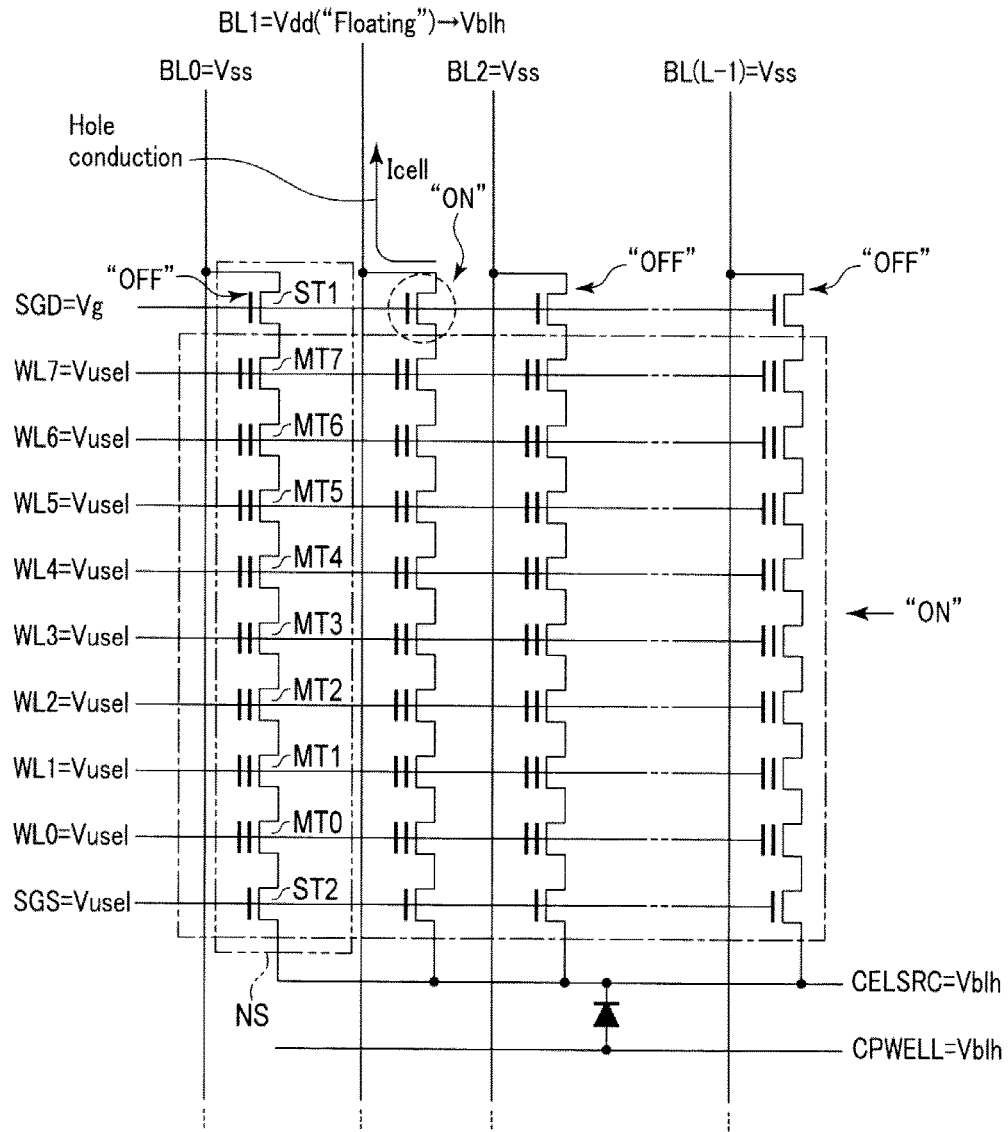 BL1=Vdd(“Floating”)→Vblh
BL0=Vss
BL2=Vss
BL(L-1)=Vss
Hole
conduction
Icell
“ON”
“OFF”
“OFF”
“OFF”
SGD=Vg
ST1
WL7=Vusel
MT7
WL6=Vusel
MT6
WL5=Vusel
MT5
WL4=Vusel
MT4
WL3=Vusel
MT3
“ON”
WL2=Vusel
MT2
WL1=Vusel
MT1
WL0=Vusel
MT0
SGS=Vusel
ST2
NS
CELSRC=Vblh
CPWELL=Vblh